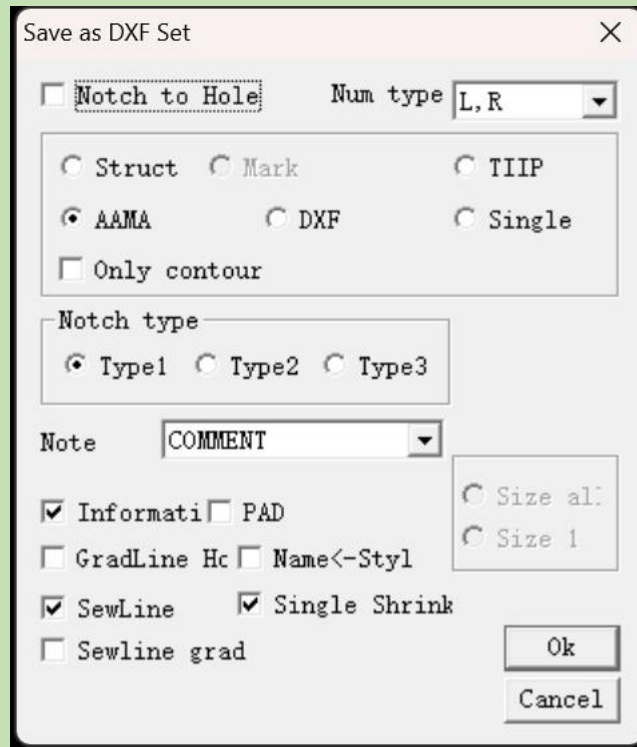 Save as DXF Set
Notch to Hole Num type L,R
Struct Mark TIIP
AAMA DXF Single
Only contour
Notch type
Type1 Type2 Type3
Note COMMENT
Size al
Informati PAD
Size 1
GradLine Hc Name<-Styl
SewLine Single Shrink
Sewline grad
Ok
Cancel